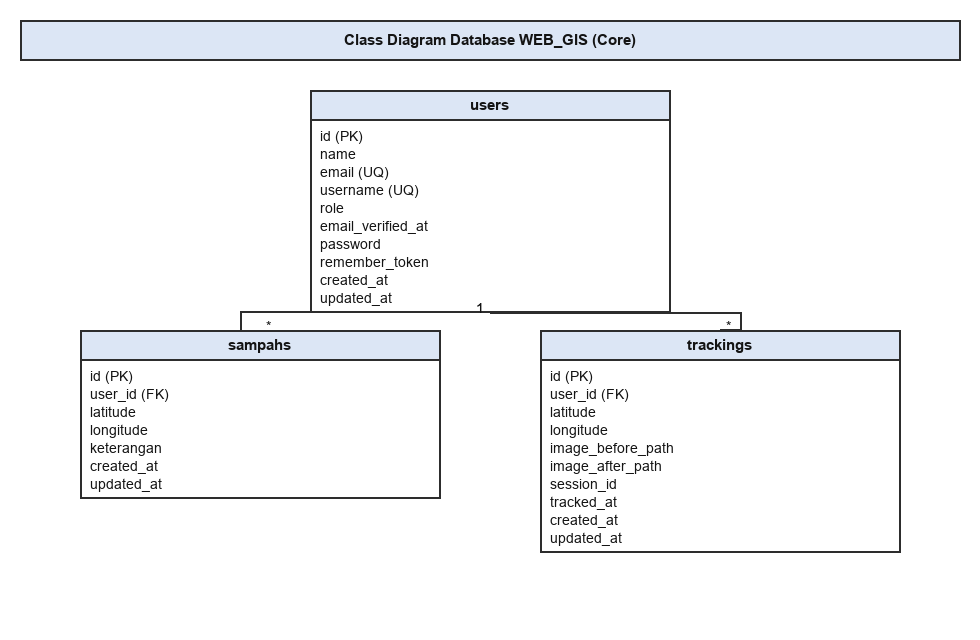 Class Diagram Database WEB_GIS (Core)
users
id (PK)
name
email (UQ)
username (UQ)
role
email_verified_at
password
remember_token
created_at
updated_at
1
*
*
sampahs
id (PK)
user_id (FK)
latitude
longitude
keterangan
created_at
updated_at
trackings
id (PK)
user_id (FK)
latitude
longitude
image_before_path
image_after_path
session_id
tracked_at
created_at
updated_at